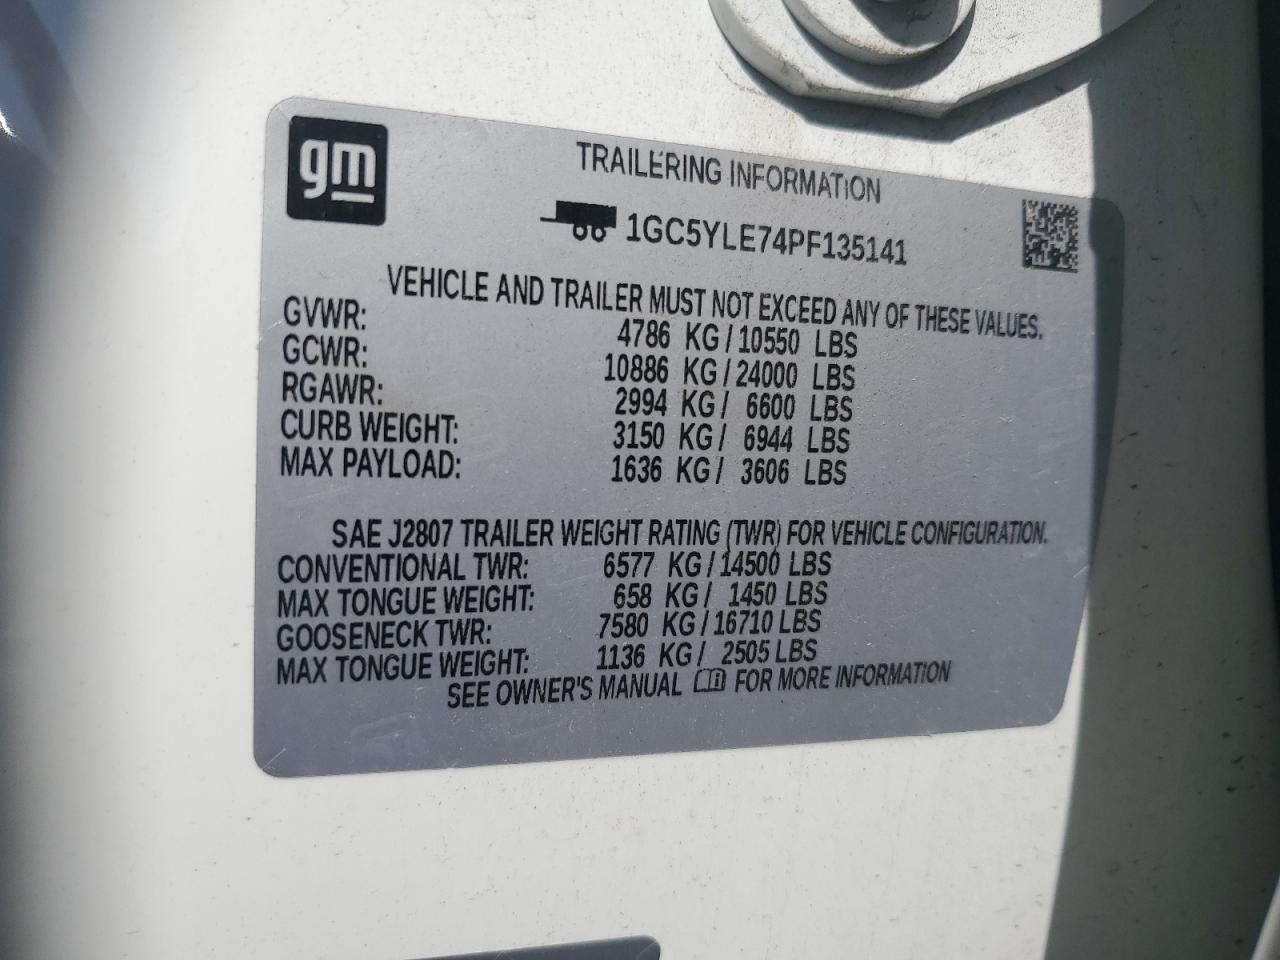 gm
TRAILERING INFORMATION
1GC5YLE74PF135141
VEHICLE AND TRAILER MUST NOT EXCEED ANY OF THESE VALUES.
GVWR: 4786 KG / 10550 LBS
GCWR: 10886 KG / 24000 LBS
RGAWR: 2994 KG / 6600 LBS
CURB WEIGHT: 3150 KG / 6944 LBS
MAX PAYLOAD: 1636 KG / 3606 LBS
SAE J2807 TRAILER WEIGHT RATING (TWR) FOR VEHICLE CONFIGURATION.
CONVENTIONAL TWR: 6577 KG / 14500 LBS
MAX TONGUE WEIGHT: 658 KG / 1450 LBS
GOOSENECK TWR: 7580 KG / 16710 LBS
MAX TONGUE WEIGHT: 1136 KG / 2505 LBS
SEE OWNER'S MANUAL FOR MORE INFORMATION